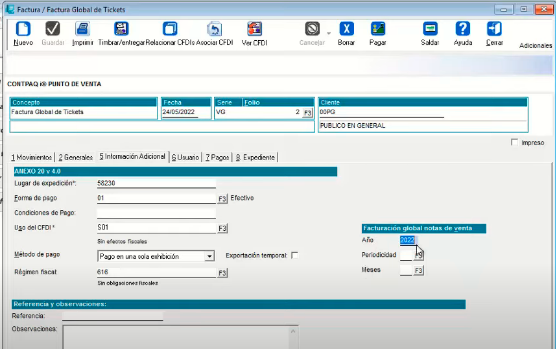 Factura / Factura Global de Tickets
Nuevo Guardar Imprimir Timbrar/entregar Relacionar CFDIs Asociar CFDI Ver CFDI Cancelar Borrar Pagar Saldar Ayuda Cerrar Adicionales
CONTPAQ i® PUNTO DE VENTA
Concepto Fecha Serie Folio Cliente
Factura Global de Tickets 24/05/2022 VG 2 F3 00PG
PUBLICO EN GENERAL
Impreso
1 Movimientos 2 Generales 5 Información Adicional 6 Usuario 7 Pagos 8. Expediente
ANEXO 20 v 4.0
Lugar de expedición*: 58230
Forma de pago 01 F3 Efectivo
Condiciones de Pago:
Uso del CFDI * S01 F3
Sin efectos fiscales
Método de pago Pago en una sola exhibición Exportación temporal:
Régimen fiscal: 616 F3
Sin obligaciones fiscales
Facturación global notas de venta
Año 2022
Periodicidad F3
Meses F3
Referencia y observaciones:
Referencia:
Observaciones: